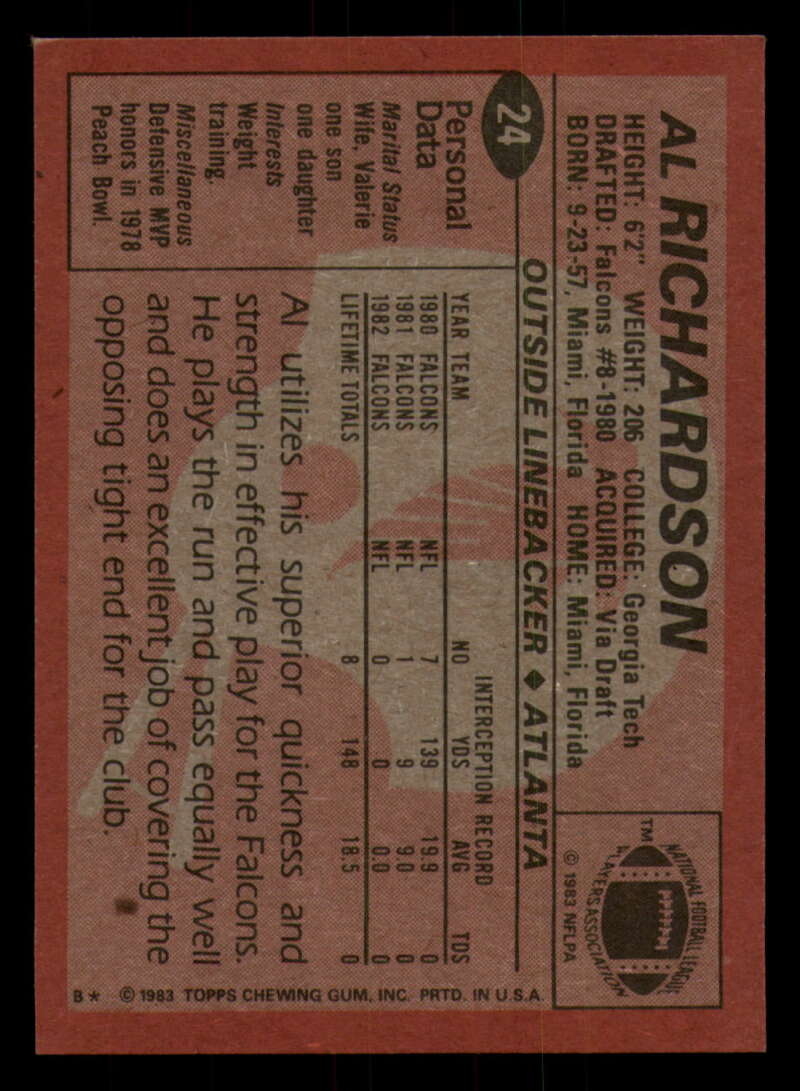 AL RICHARDSON
HEIGHT: 6'2" WEIGHT: 206 COLLEGE: Georgia Tech
DRAFTED: Falcons #8-1980 ACQUIRED: Via Draft
BORN: 9-23-57, Miami, Florida HOME: Miami, Florida
NATIONAL FOOTBALL LEAGUE
PLAYERS ASSOCIATION
TM
© 1983 NFLPA
24
OUTSIDE LINEBACKER ♦ ATLANTA
Personal
Data
Marital Status
Wife, Valerie
one son
one daughter
Interests
Weight
training.
Miscellaneous
Defensive MVP
honors in 1978
Peach Bowl.
INTERCEPTION RECORD
YEAR TEAM NO YDS AVG TDS
1980 FALCONS NFL 7 139 19.9 0
1981 FALCONS NFL 1 9 9.0 0
1982 FALCONS NFL 0 0 0.0 0
LIFETIME TOTALS 8 148 18.5 0
Al utilizes his superior quickness and
strength in effective play for the Falcons.
He plays the run and pass equally well
and does an excellent job of covering the
opposing tight end for the club.
B* © 1983 TOPPS CHEWING GUM, INC. PRTD. IN U.S.A.